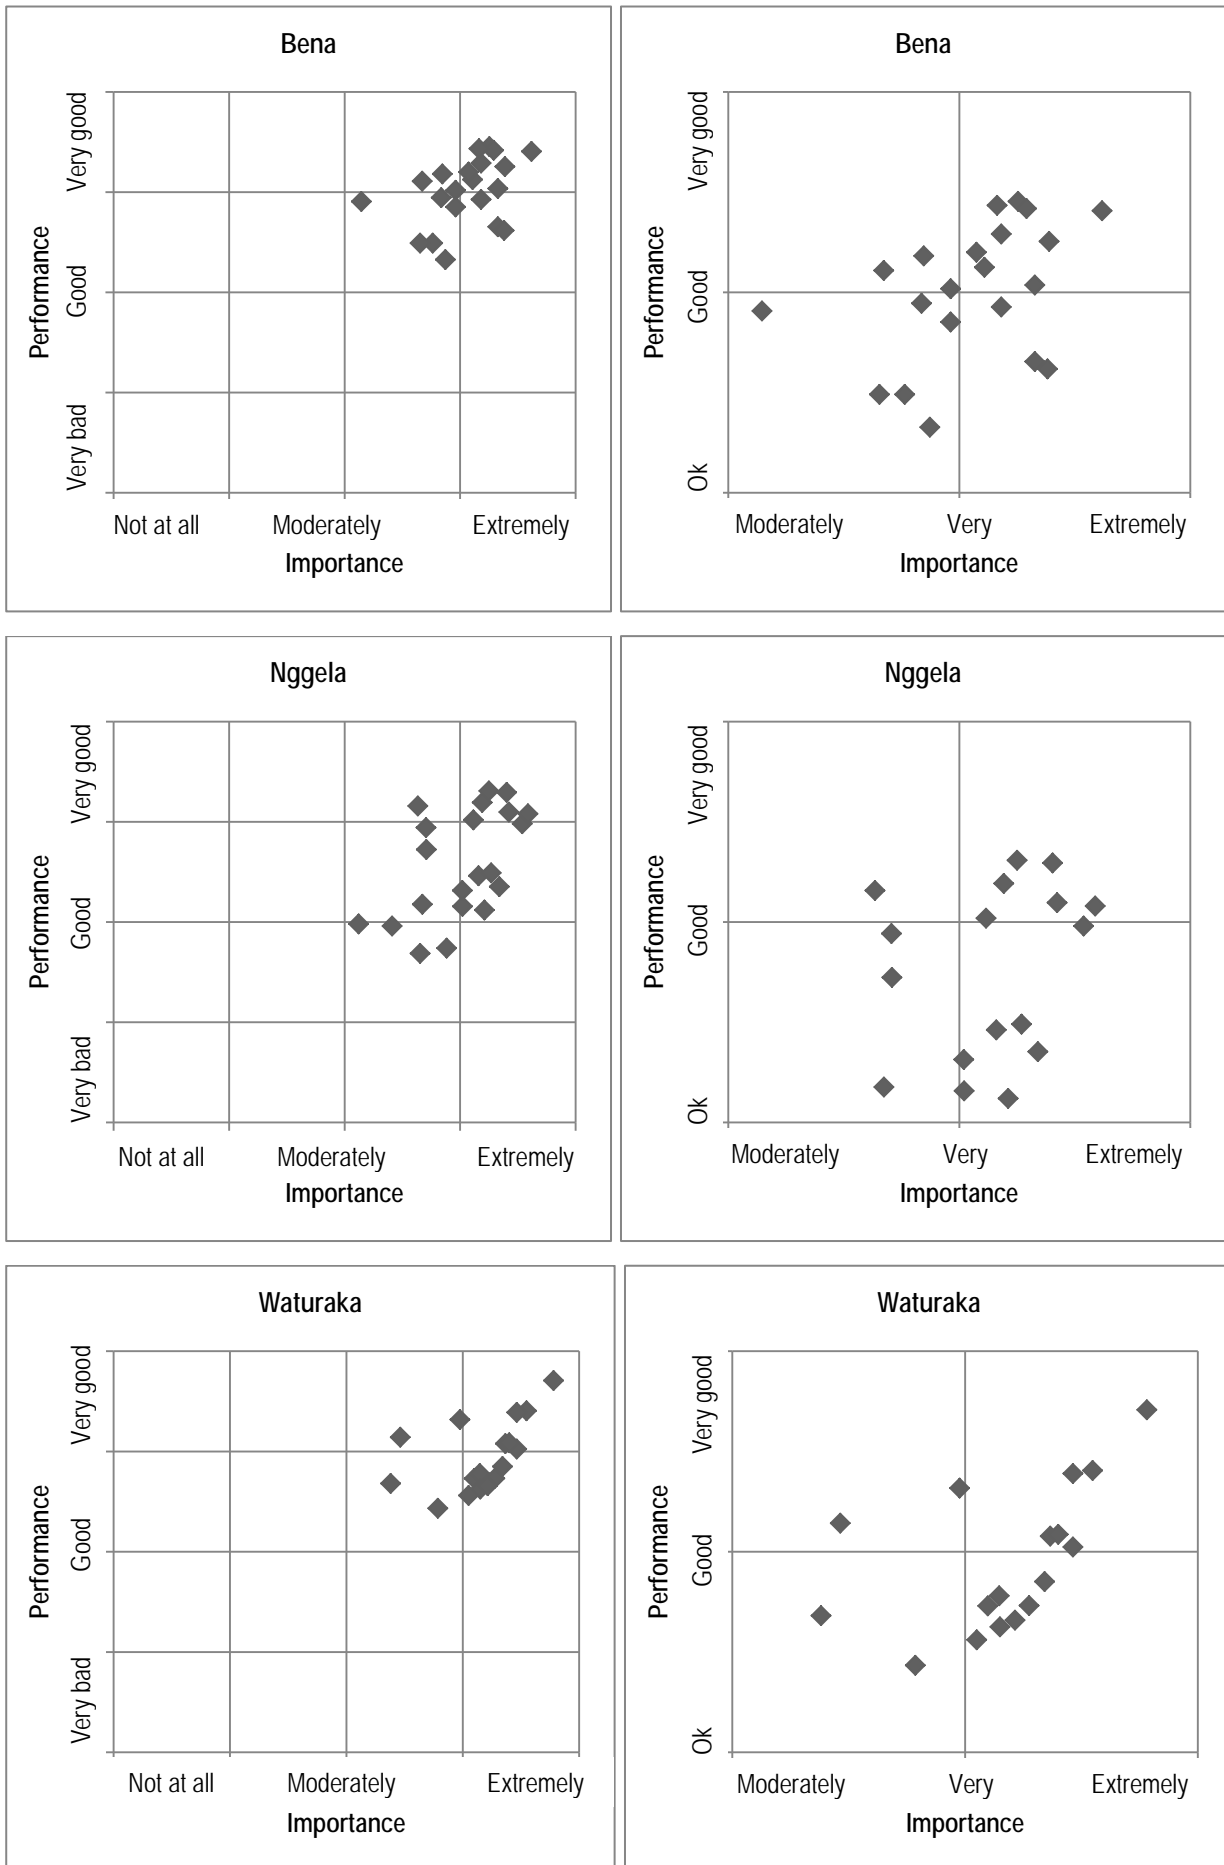 Bena
Very good
Good
Very bad
Performance
Not at all
Moderately
Extremely
Importance
Bena
Very good
Good
Ok
Performance
Moderately
Very
Extremely
Importance
Nggela
Very good
Good
Very bad
Performance
Not at all
Moderately
Extremely
Importance
Nggela
Very good
Good
Ok
Performance
Moderately
Very
Extremely
Importance
Waturaka
Very good
Good
Very bad
Performance
Not at all
Moderately
Extremely
Importance
Waturaka
Very good
Good
Ok
Performance
Moderately
Very
Extremely
Importance